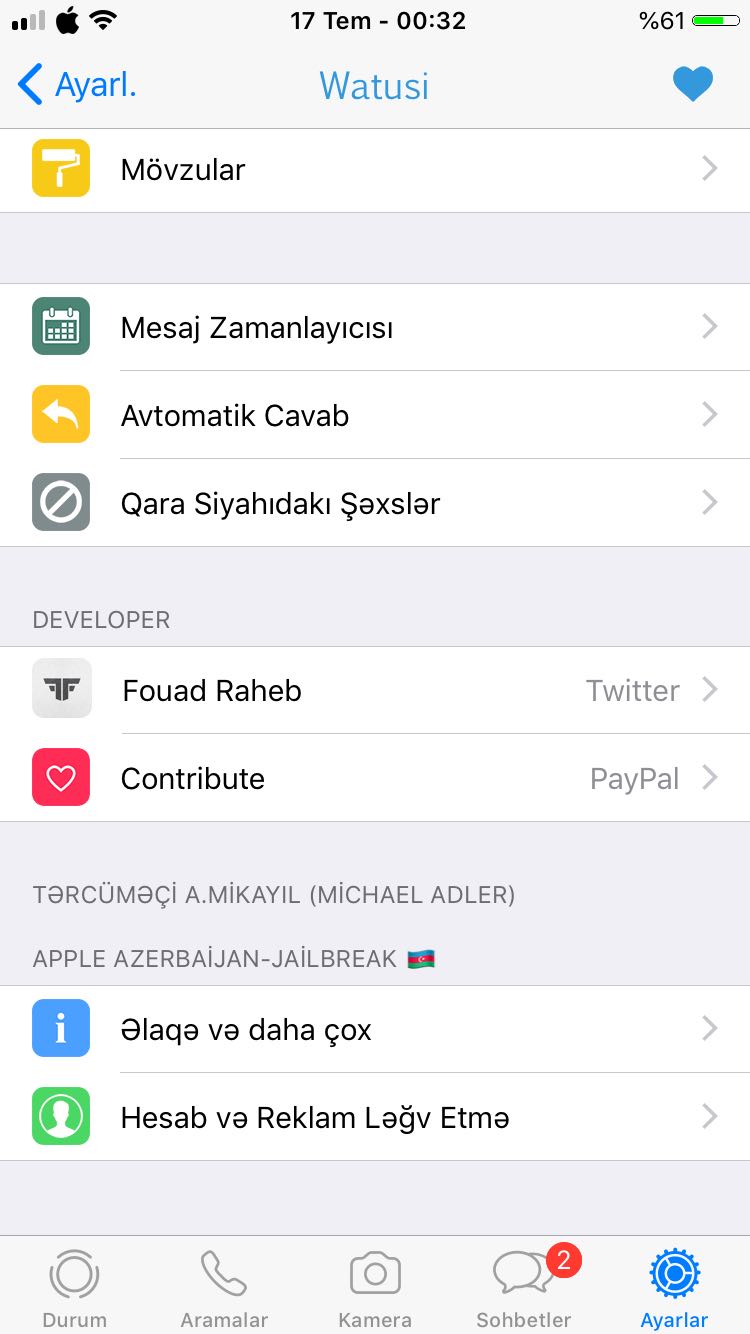 17 Tem - 00:32
%61
Ayarl.
Watusi
Mövzular
Mesaj Zamanlayıcısı
Avtomatik Cavab
Qara Siyahıdakı Şəxslər
DEVELOPER
Fouad Raheb
Twitter
Contribute
PayPal
TƏRCÜMƏÇİ A.MİKAYIL (MİCHAEL ADLER)
APPLE AZERBAİJAN-JAİLBREAK 🇦🇿
Əlaqə və daha çox
Hesab və Reklam Ləğv Etmə
2
Durum
Aramalar
Kamera
Sohbetler
Ayarlar